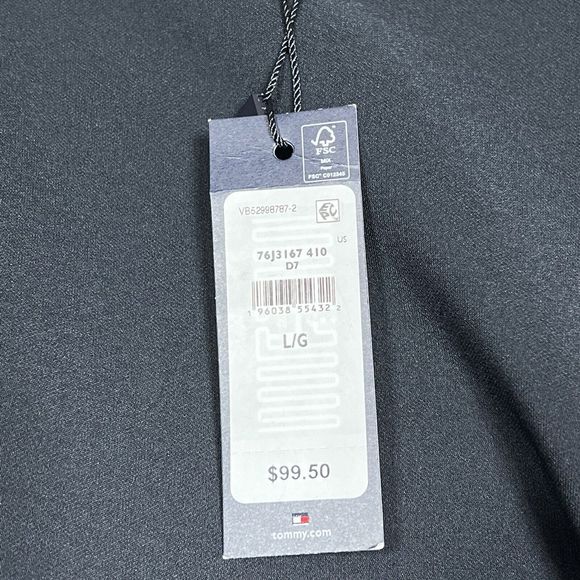 FSC
MIX
Paper
FSC® C012345
VB52998787-2
US
76J3167 410
D7
1 96038 55432 2
L/G
$99.50
tommy.com